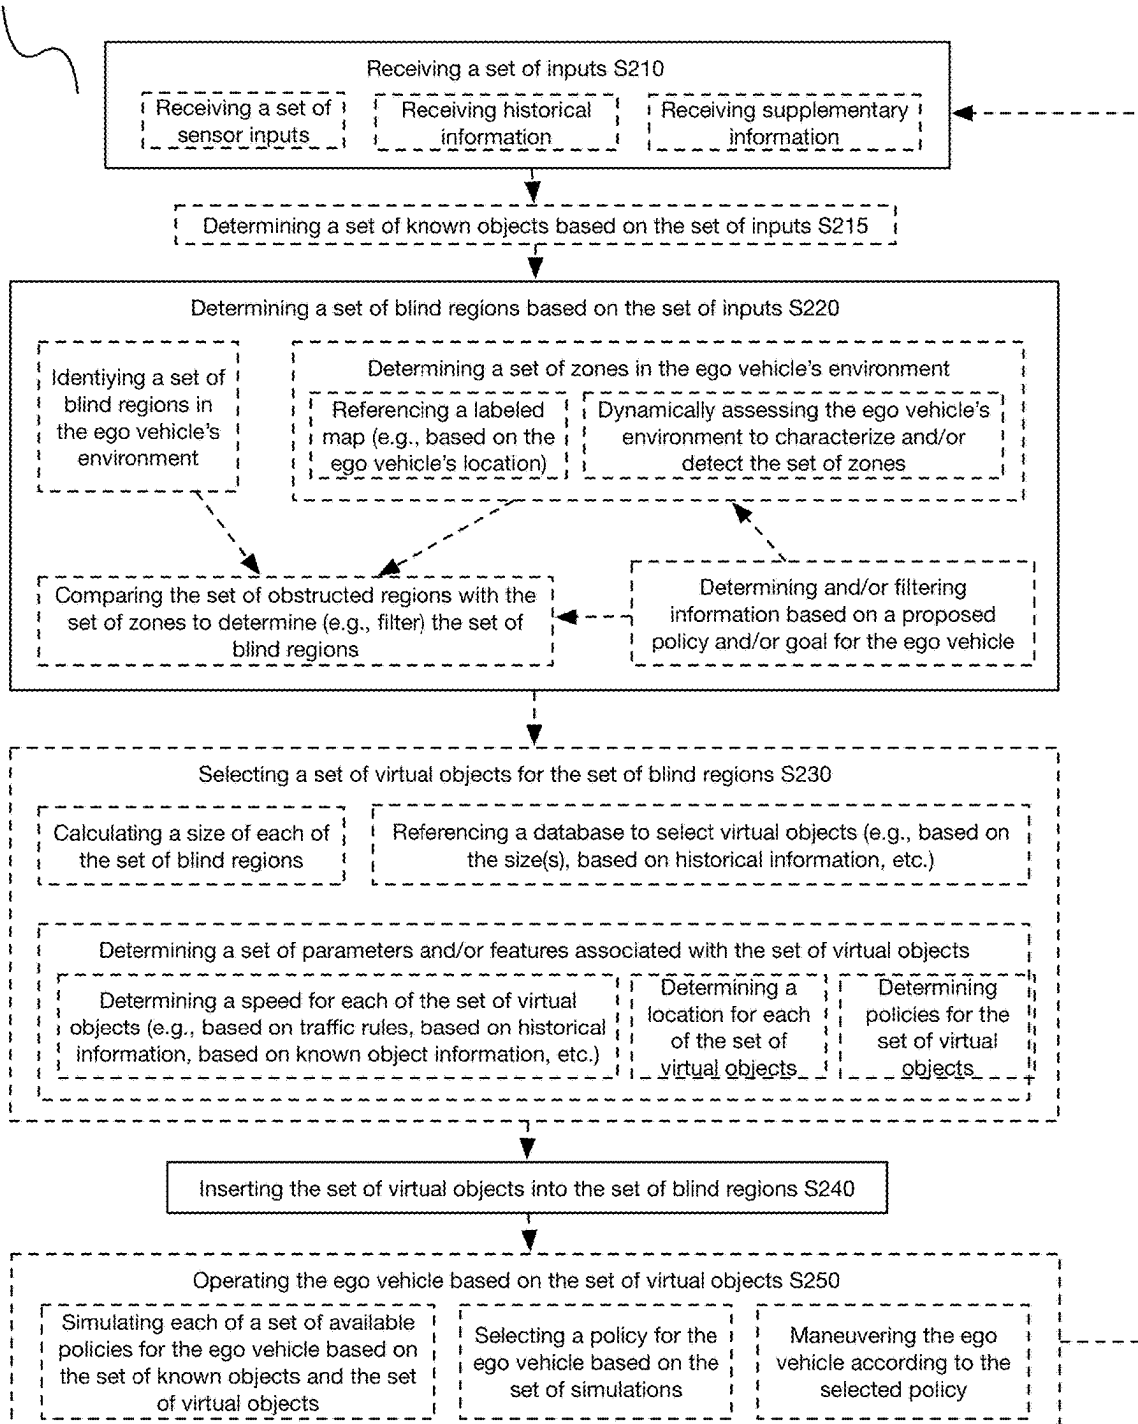 Receiving a set of inputs S210
Receiving a set of
sensor inputs
Receiving historical
information
Receiving supplementary
information
Determining a set of known objects based on the set of inputs S215
Determining a set of blind regions based on the set of inputs S220
Identiying a set of
blind regions in
the ego vehicle's
environment
Determining a set of zones in the ego vehicle's environment
Referencing a labeled
map (e.g., based on the
ego vehicle's location)
Dynamically assessing the ego vehicle's
environment to characterize and/or
detect the set of zones
Comparing the set of obstructed regions with the
set of zones to determine (e.g., filter) the set of
blind regions
Determining and/or filtering
information based on a proposed
policy and/or goal for the ego vehicle
Selecting a set of virtual objects for the set of blind regions S230
Calculating a size of each of
the set of blind regions
Referencing a database to select virtual objects (e.g., based on
the size(s), based on historical information, etc.)
Determining a set of parameters and/or features associated with the set of virtual objects
Determining a speed for each of the set of virtual
objects (e.g., based on traffic rules, based on historical
information, based on known object information, etc.)
Determining a
location for each
of the set of
virtual objects
Determining
policies for the
set of virtual
objects
Inserting the set of virtual objects into the set of blind regions S240
Operating the ego vehicle based on the set of virtual objects S250
Simulating each of a set of available
policies for the ego vehicle based on
the set of known objects and the set
of virtual objects
Selecting a policy for the
ego vehicle based on the
set of simulations
Maneuvering the ego
vehicle according to the
selected policy